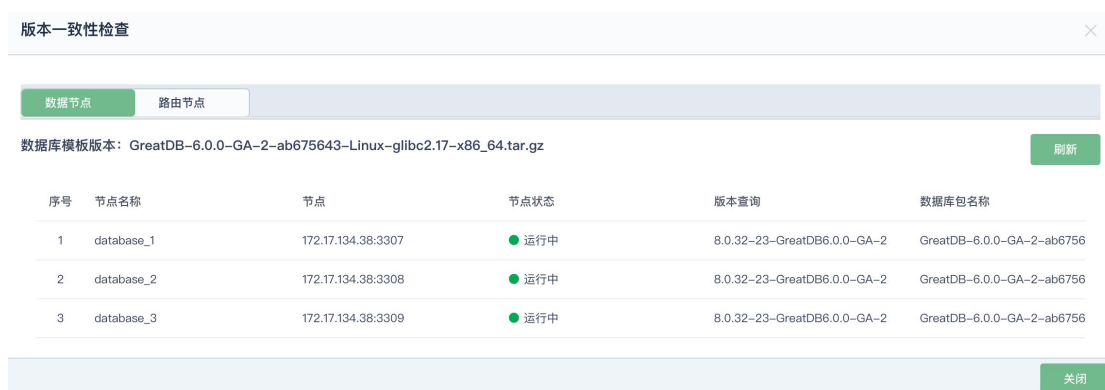 版本一致性检查
数据节点 路由节点
数据库模板版本：GreatDB-6.0.0-GA-2-ab675643-Linux-glibc2.17-x86_64.tar.gz 刷新
序号 节点名称 节点 节点状态 版本查询 数据库包名称
1 database_1 172.17.134.38:3307 运行中 8.0.32-23-GreatDB6.0.0-GA-2 GreatDB-6.0.0-GA-2-ab6756
2 database_2 172.17.134.38:3308 运行中 8.0.32-23-GreatDB6.0.0-GA-2 GreatDB-6.0.0-GA-2-ab6756
3 database_3 172.17.134.38:3309 运行中 8.0.32-23-GreatDB6.0.0-GA-2 GreatDB-6.0.0-GA-2-ab6756
关闭